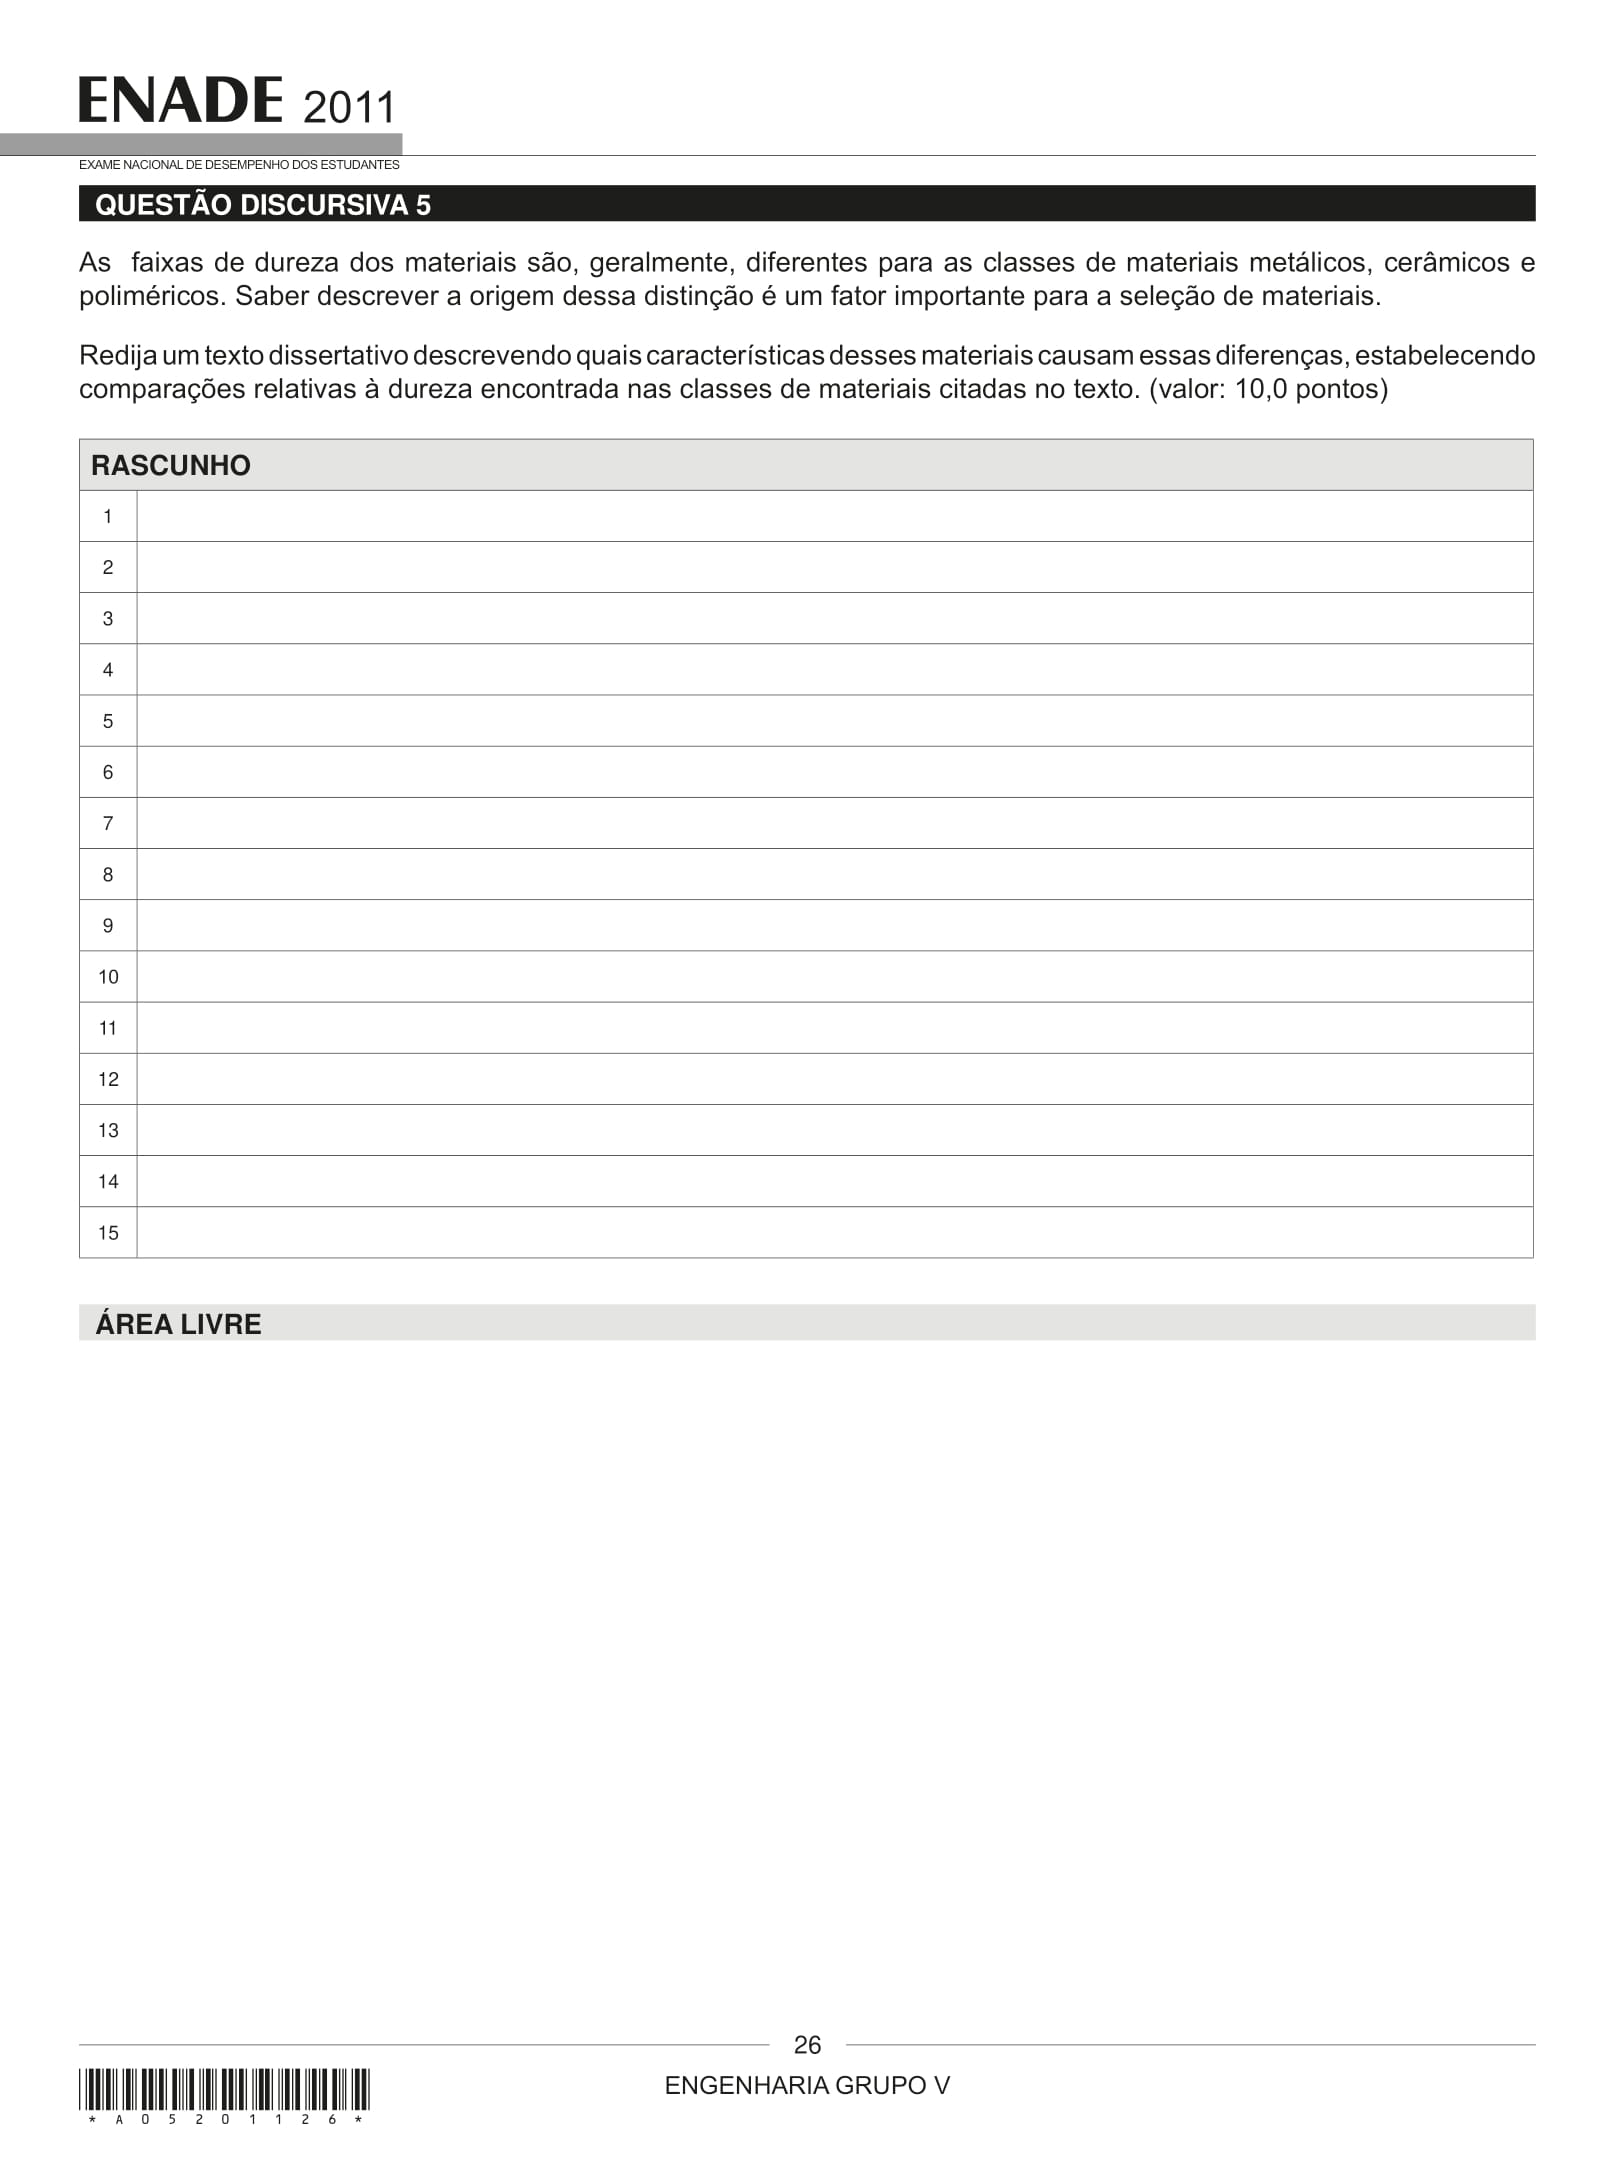 ENADE 2011
EXAME NACIONAL DE DESEMPENHO DOS ESTUDANTES
QUESTÃO DISCURSIVA 5
As faixas de dureza dos materiais são, geralmente, diferentes para as classes de materiais metálicos, cerâmicos e
poliméricos. Saber descrever a origem dessa distinção é um fator importante para a seleção de materiais.
Redija um texto dissertativo descrevendo quais características desses materiais causam essas diferenças, estabelecendo
comparações relativas à dureza encontrada nas classes de materiais citadas no texto. (valor: 10,0 pontos)
RASCUNHO
1
2
3
4
5
6
7
8
9
10
11
12
13
14
15
ÁREA LIVRE
26
ENGENHARIA GRUPO V
* A 0 5 2 0 1 1 2 6 *